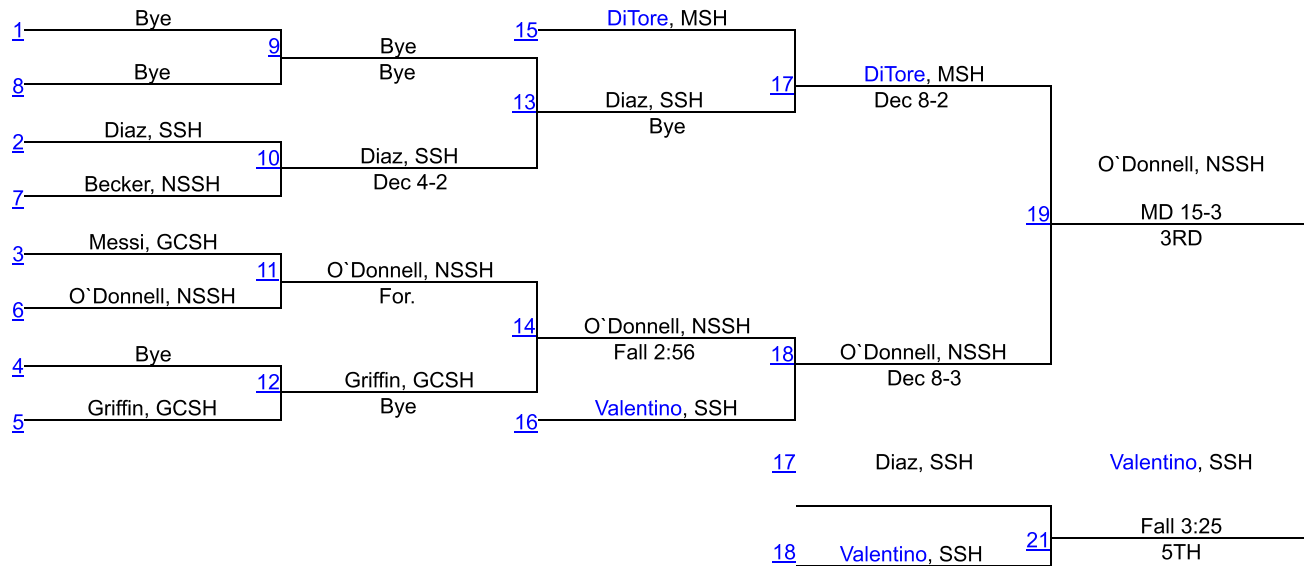 1 Bye
8 Bye
9 Bye
Bye
2 Diaz, SSH
7 Becker, NSSH
10 Diaz, SSH
Dec 4-2
3 Messi, GCSH
6 O`Donnell, NSSH
11 O`Donnell, NSSH
For.
4 Bye
5 Griffin, GCSH
12 Griffin, GCSH
Bye
15 DiTore, MSH
13 Diaz, SSH
Bye
14 O`Donnell, NSSH
Fall 2:56
16 Valentino, SSH
17 DiTore, MSH
Dec 8-2
18 O`Donnell, NSSH
Dec 8-3
O`Donnell, NSSH
19 MD 15-3
3RD
17 Diaz, SSH
18 Valentino, SSH
Valentino, SSH
21 Fall 3:25
5TH